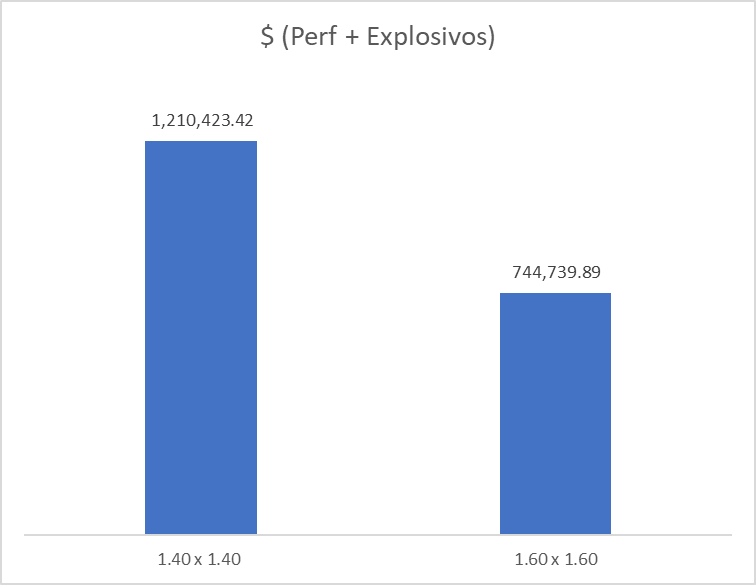 $ (Perf + Explosivos)
1,210,423.42
744,739.89
1.40 x 1.40
1.60 x 1.60